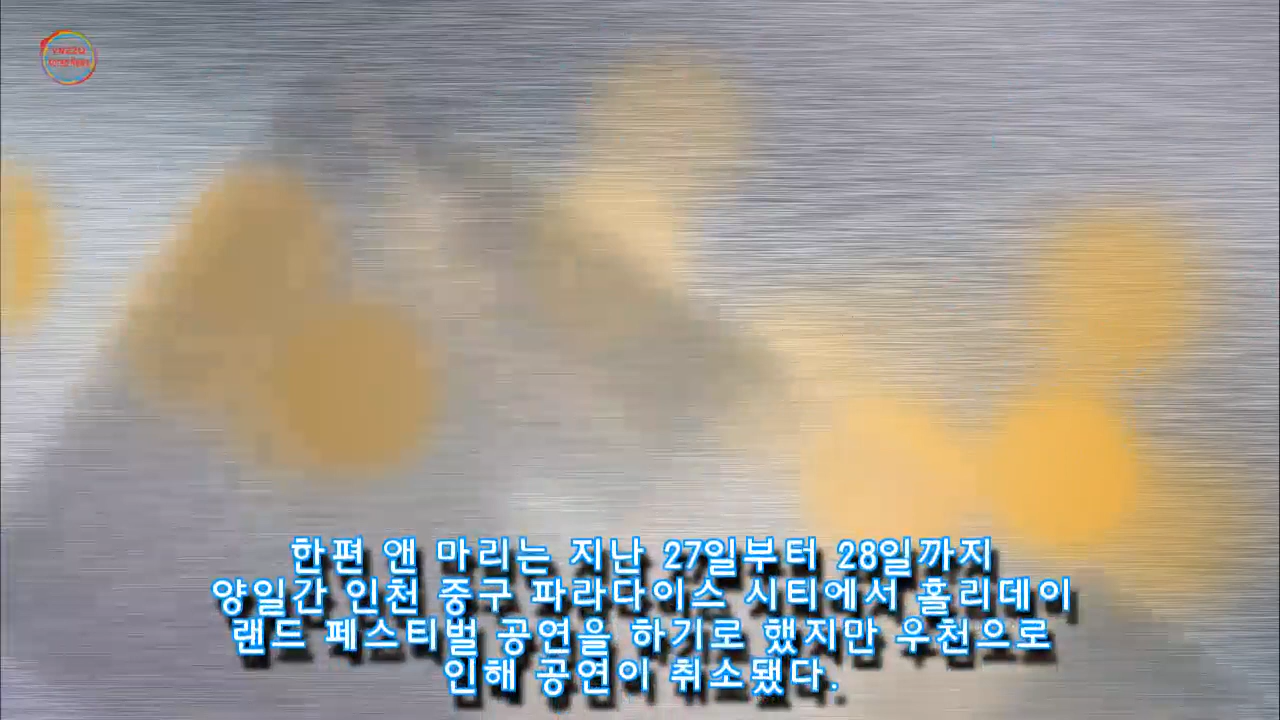 한편 앤 마리는 지난 27일부터 28일까지
양일간 인천 중구 파라다이스 시티에서 홀리데이
랜드 페스티벌 공연을 하기로 했지만 우천으로
인해 공연이 취소됐다.